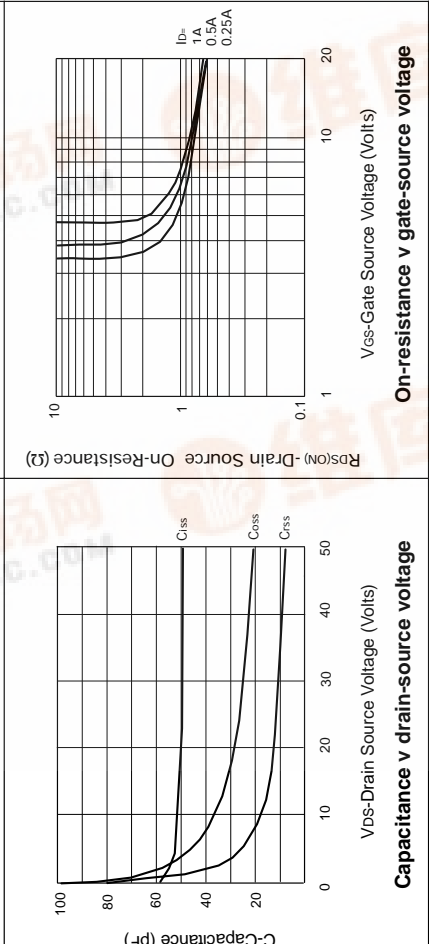 ID=
1A
0.5A
0.25A
10
1
0.1
RDS(ON) -Drain Source On-Resistance (Ω)
1
10
20
VGS-Gate Source Voltage (Volts)
On-resistance v gate-source voltage
Ciss
Coss
Crss
100
80
60
40
20
C-Capacitance (pF)
0
10
20
30
40
50
VDS-Drain Source Voltage (Volts)
Capacitance v drain-source voltage